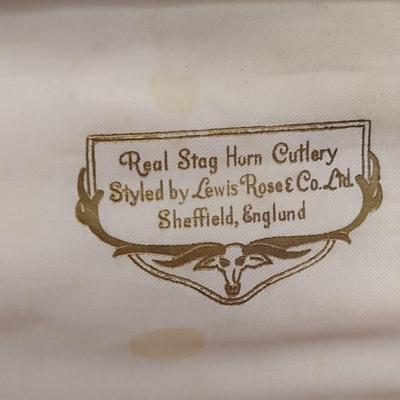 Real Stag Horn Cutlery
Styled by Lewis Rose & Co. Ltd.
Sheffield, England